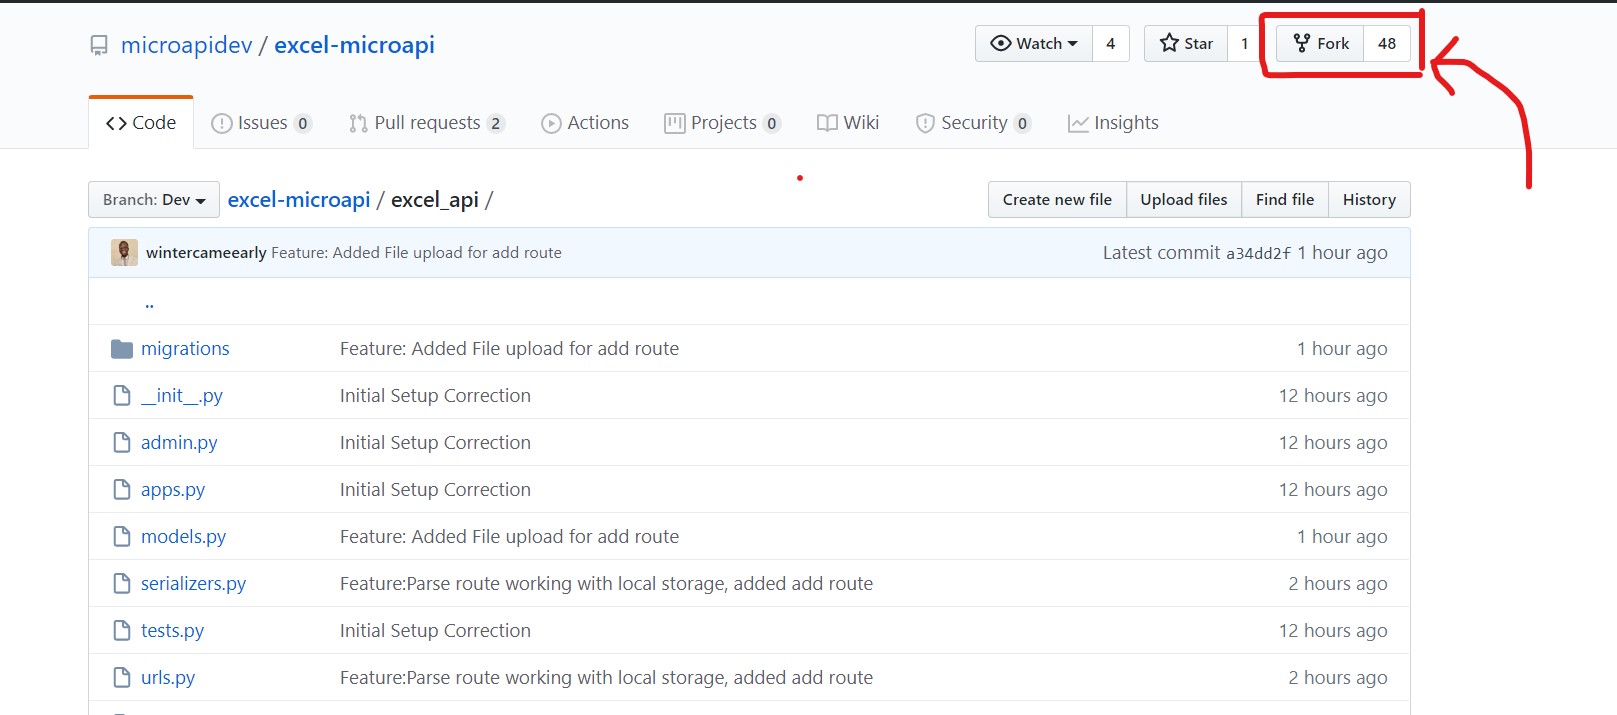 microapidev / excel-microapi
Watch 4 Star 1 Fork 48
Code Issues 0 Pull requests 2 Actions Projects 0 Wiki Security 0 Insights
Branch: Dev excel-microapi / excel_api / Create new file Upload files Find file History
wintercameearly Feature: Added File upload for add route Latest commit a34dd2f 1 hour ago
..
migrations Feature: Added File upload for add route 1 hour ago
__init__.py Initial Setup Correction 12 hours ago
admin.py Initial Setup Correction 12 hours ago
apps.py Initial Setup Correction 12 hours ago
models.py Feature: Added File upload for add route 1 hour ago
serializers.py Feature:Parse route working with local storage, added add route 2 hours ago
tests.py Initial Setup Correction 12 hours ago
urls.py Feature:Parse route working with local storage, added add route 2 hours ago